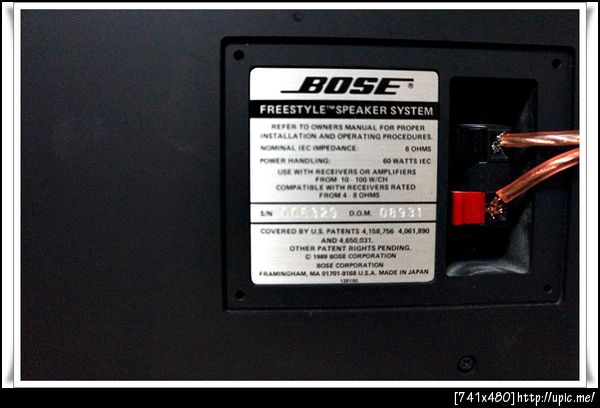 BOSE®
FREESTYLE™ SPEAKER SYSTEM
REFER TO OWNERS MANUAL FOR PROPER
INSTALLATION AND OPERATING PROCEDURES.
NOMINAL IEC IMPEDANCE: 6 OHMS
POWER HANDLING: 60 WATTS IEC
USE WITH RECEIVERS OR AMPLIFIERS
FROM 10 - 100 W/CH
COMPATIBLE WITH RECEIVERS RATED
FROM 4 - 8 OHMS
S/N 008329 D.O.M. 08931
COVERED BY U.S. PATENTS 4,158,756 4,061,890
AND 4,650,031.
OTHER PATENT RIGHTS PENDING.
© 1989 BOSE CORPORATION
BOSE CORPORATION
FRAMINGHAM, MA 01701-9168 U.S.A. MADE IN JAPAN
128190
[741x480]http://upic.me/